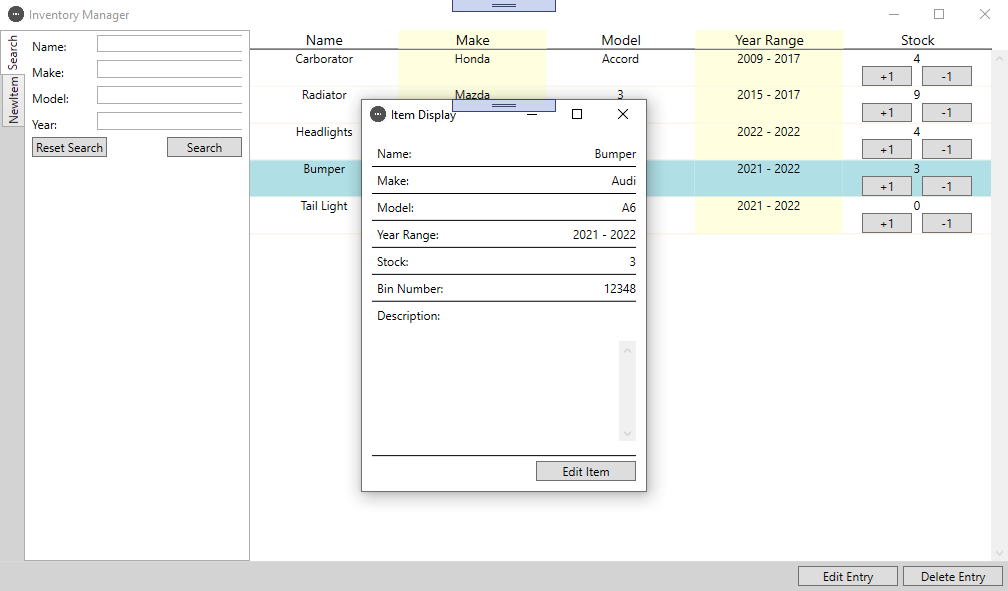 Inventory Manager
Search
NewItem
Name:
Make:
Model:
Year:
Reset Search Search
Name Make Model Year Range Stock
Carborator Honda Accord 2009 - 2017 4
+1 -1
Radiator Mazda 3 2015 - 2017 9
+1 -1
Headlights 2022 - 2022 4
+1 -1
Bumper 2021 - 2022 3
+1 -1
Tail Light 2021 - 2022 0
+1 -1
Item Display
Name: Bumper
Make: Audi
Model: A6
Year Range: 2021 - 2022
Stock: 3
Bin Number: 12348
Description:
Edit Item
Edit Entry Delete Entry